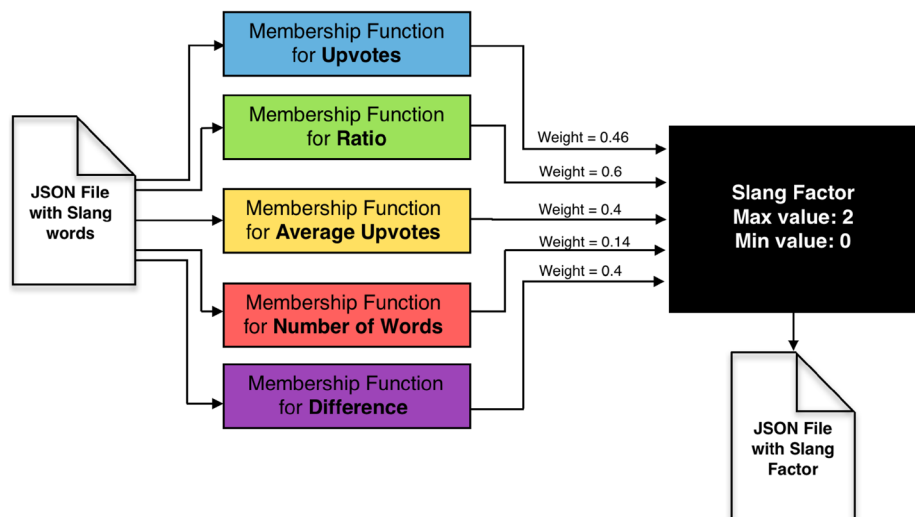 Membership Function
for Upvotes
Membership Function
for Ratio
Weight = 0.46
JSON File
with Slang
words
Weight = 0.6
Slang Factor
Max value: 2
Min value: 0
Membership Function
for Average Upvotes
Weight = 0.4
Weight = 0.14
Weight = 0.4
Membership Function
for Number of Words
Membership Function
for Difference
JSON File
with Slang
Factor